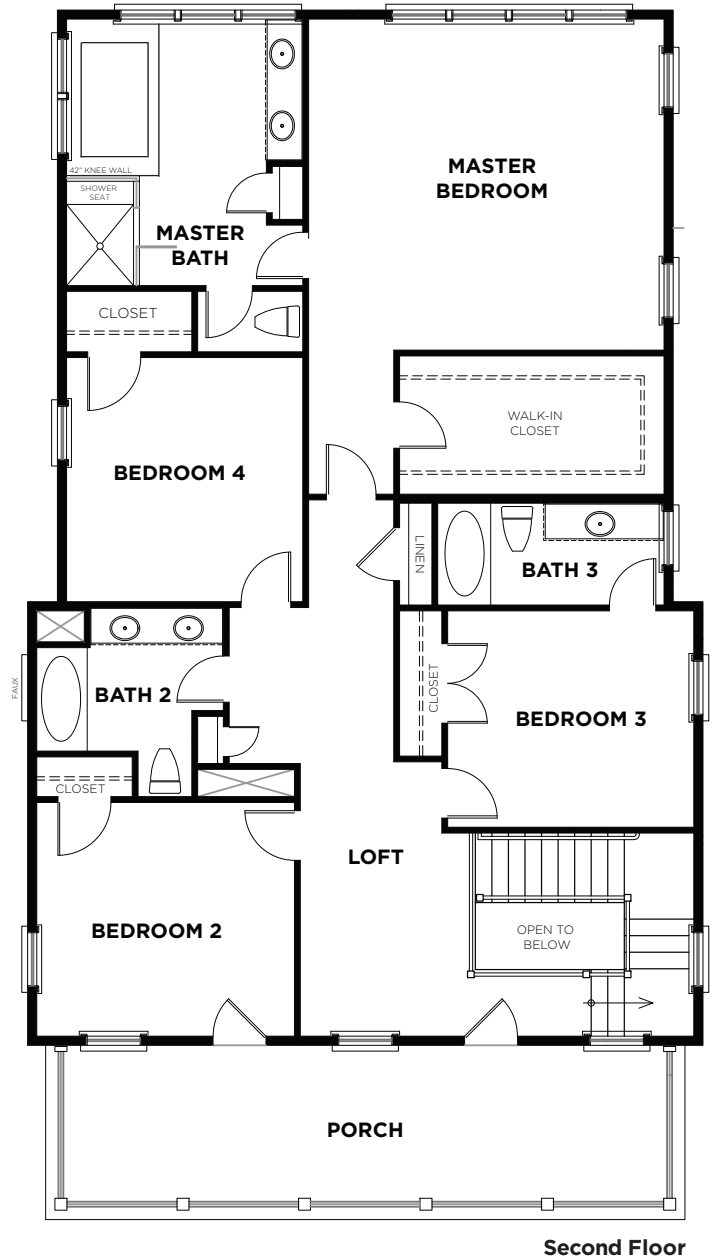 42" KNEE WALL
SHOWER
SEAT
MASTER
BATH
MASTER
BEDROOM
CLOSET
WALK-IN
CLOSET
BEDROOM 4
LINEN
BATH 3
FAUX
BATH 2
CLOSET
BEDROOM 3
CLOSET
LOFT
BEDROOM 2
OPEN TO
BELOW
PORCH
Second Floor